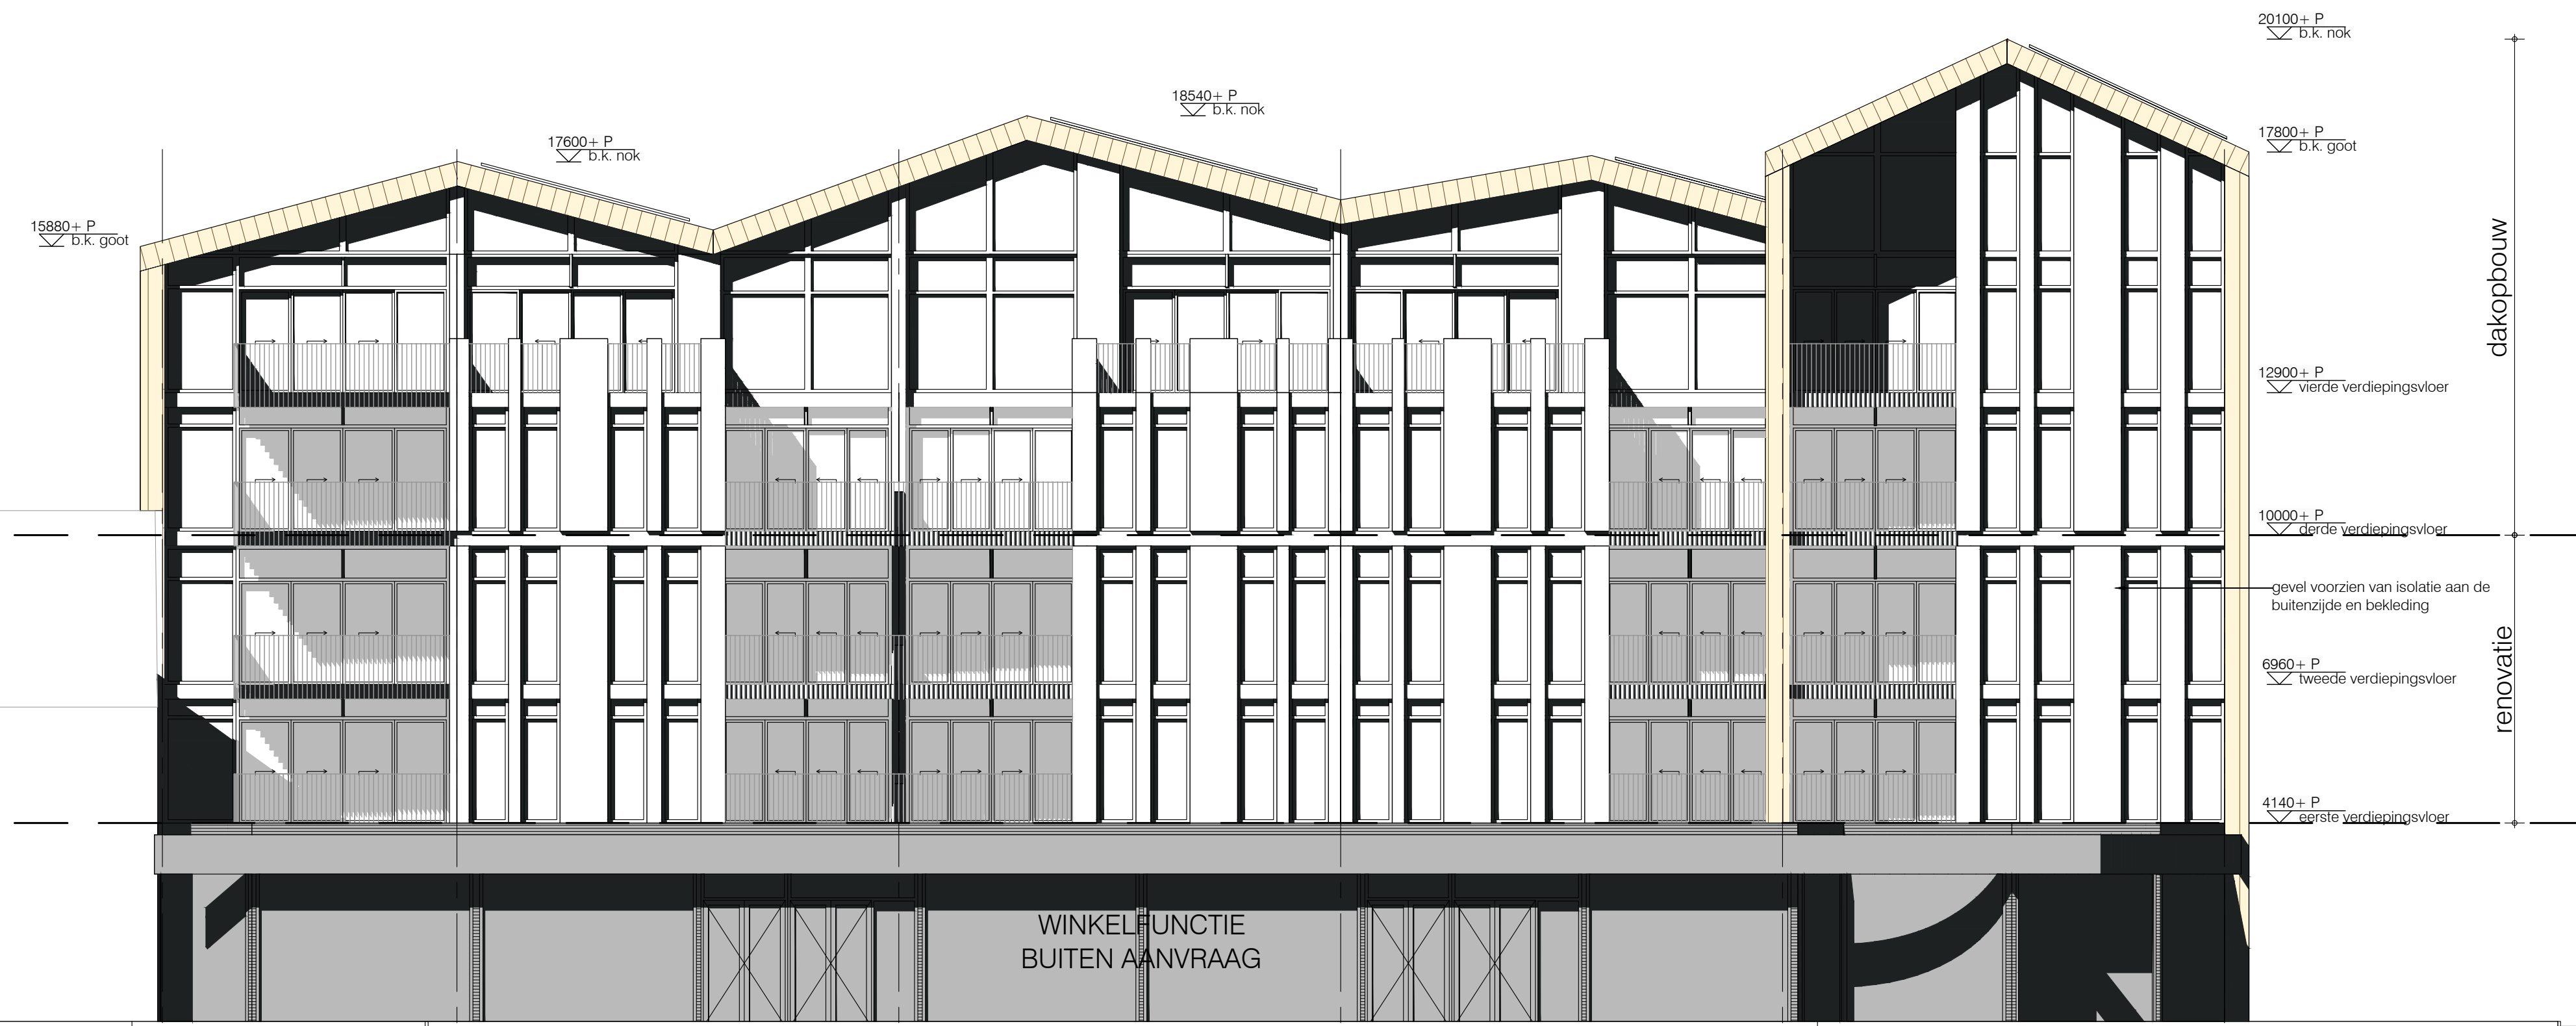 20100+ P
b.k. nok
18540+ P
b.k. nok
17600+ P
b.k. nok
17800+ P
b.k. goot
15880+ P
b.k. goot
dakopbouw
12900+ P
vierde verdiepingsvloer
10000+ P
derde verdiepingsvloer
gevel voorzien van isolatie aan de
buitenzijde en bekleding
renovatie
6960+ P
tweede verdiepingsvloer
4140+ P
eerste verdiepingsvloer
WINKELFUNCTIE
BUITEN AANVRAAG